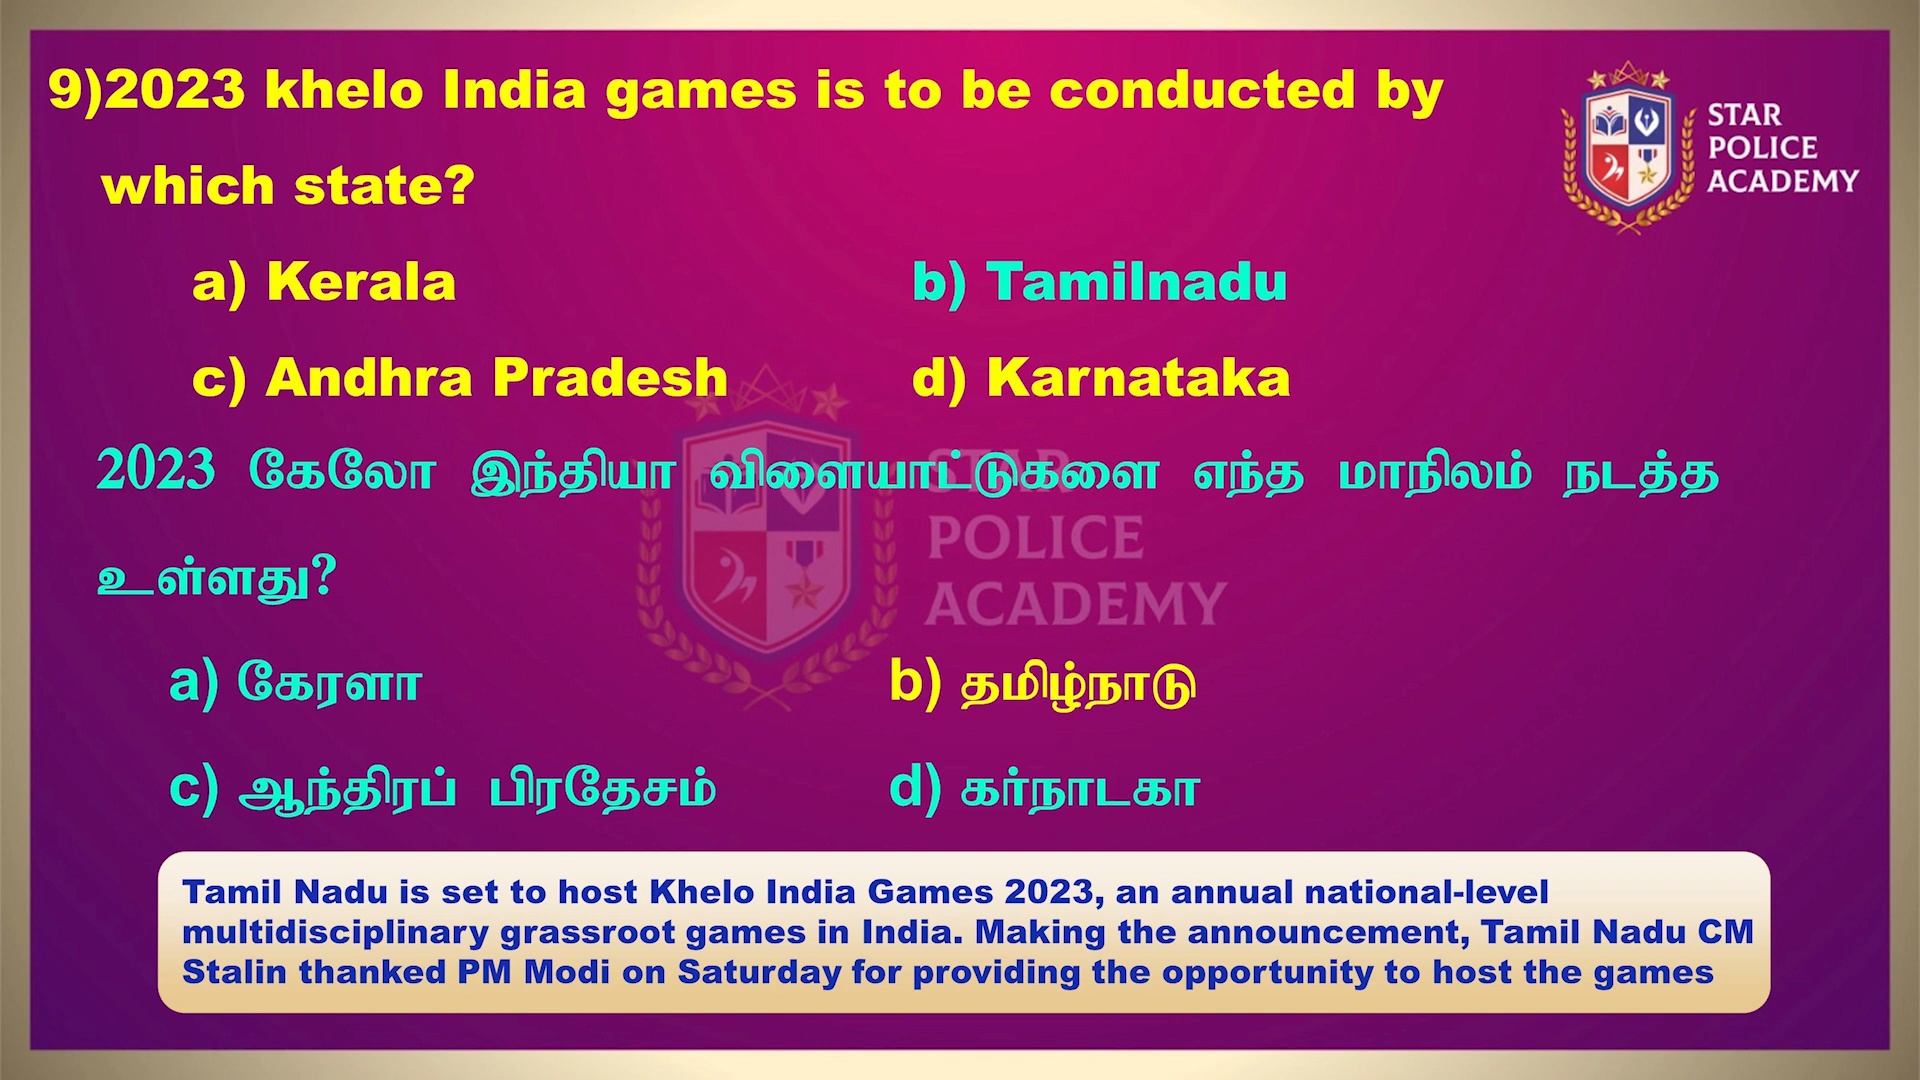 9)2023 khelo India games is to be conducted by
which state?
a) Kerala b) Tamilnadu
c) Andhra Pradesh d) Karnataka
2023 கேலோ இந்தியா விளையாட்டுகளை எந்த மாநிலம் நடத்த
உள்ளது?
a) கேரளா b) தமிழ்நாடு
c) ஆந்திரப் பிரதேசம் d) கர்நாடகா
Tamil Nadu is set to host Khelo India Games 2023, an annual national-level
multidisciplinary grassroot games in India. Making the announcement, Tamil Nadu CM
Stalin thanked PM Modi on Saturday for providing the opportunity to host the games
STAR
POLICE
ACADEMY
STAR
POLICE
ACADEMY